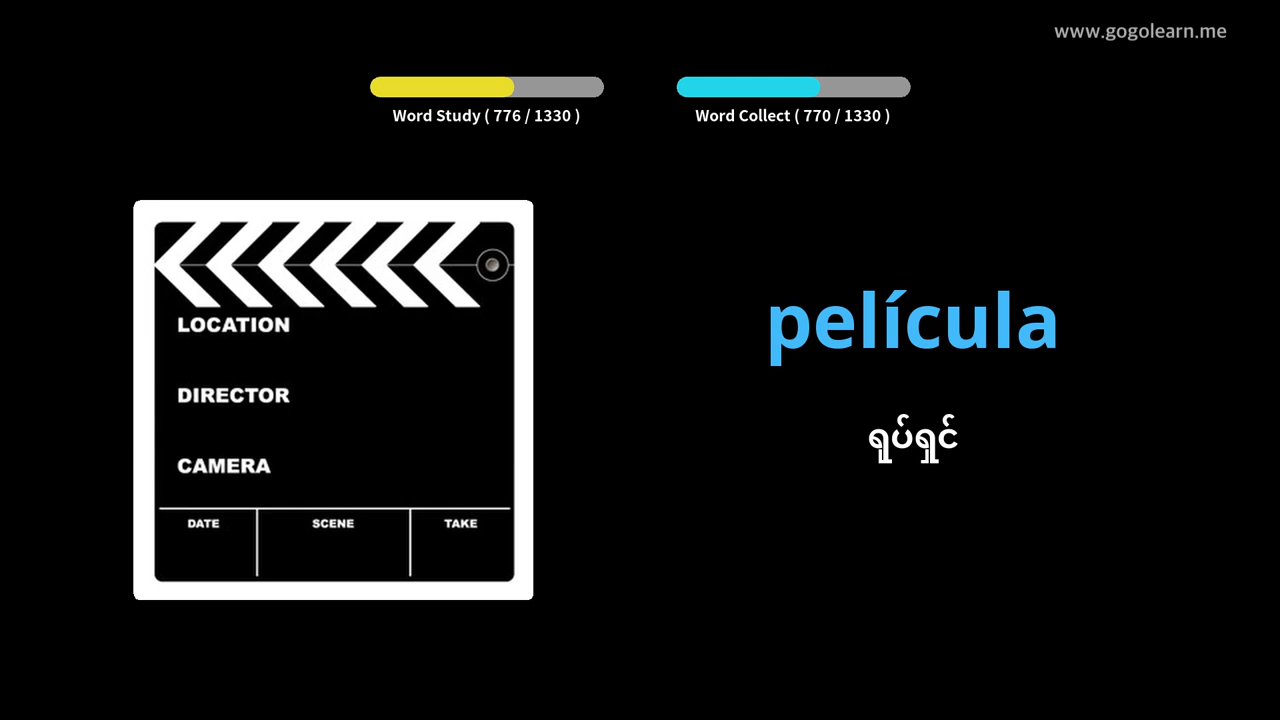 www.gogolearn.me
Word Study ( 776 / 1330 )
Word Collect ( 770 / 1330 )
LOCATION
DIRECTOR
CAMERA
DATE
SCENE
TAKE
película
ရုပ်ရှင်